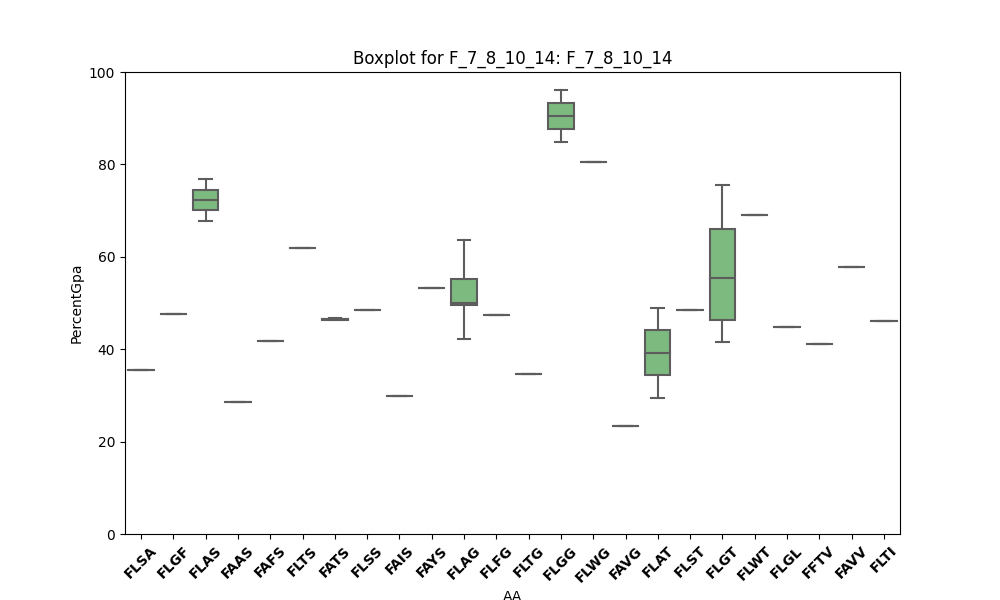 Boxplot for F_7_8_10_14: F_7_8_10_14
100
80
60
40
20
0
PercentGpa
FLSA FLGF FLAS FAAS FAFS FLTS FATS FLSS FAIS FAYS FLAG FLFG FLTG FLGG FLWG FAVG FLAT FLST FLGT FLWT FLGL FFTV FAVV FLTI
AA